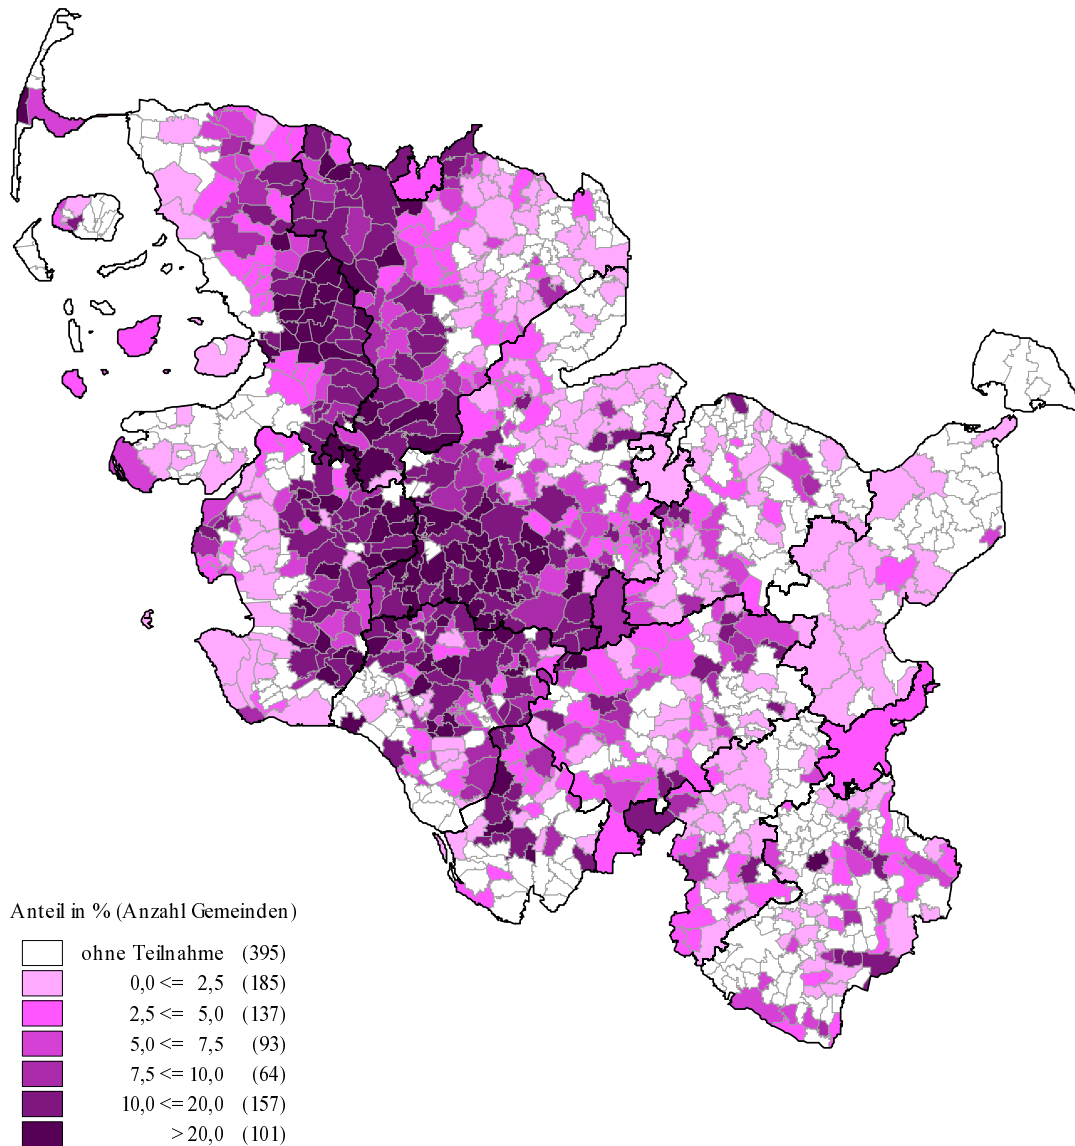 Anteil in % (Anzahl Gemeinden)
ohne Teilnahme (395)
0,0 <= 2,5 (185)
2,5 <= 5,0 (137)
5,0 <= 7,5 (93)
7,5 <= 10,0 (64)
10,0 <= 20,0 (157)
> 20,0 (101)